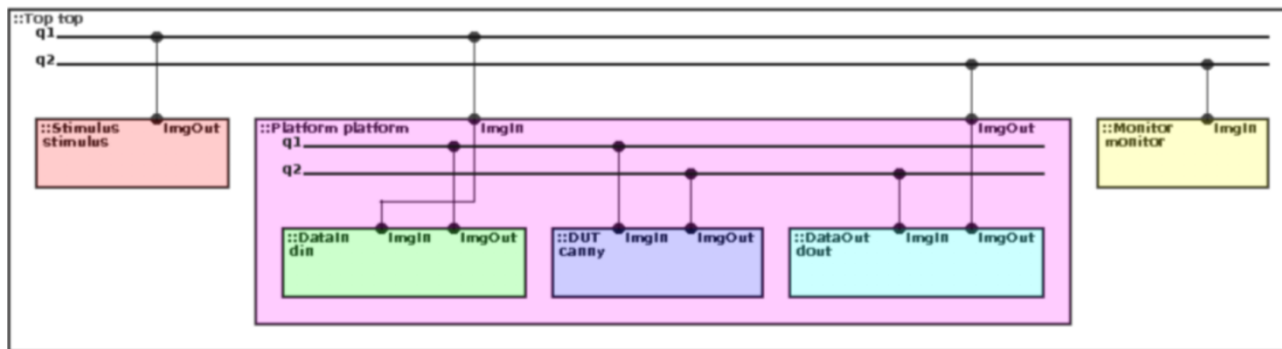 ::Top top
q1
q2
::Stimulus ImgOut
stimulus
::Platform platform ImgIn ImgOut
::Monitor ImgIn
monitor
q1
q2
::DataIn ImgIn ImgOut
din
::DUT ImgIn ImgOut
canny
::DataOut ImgIn ImgOut
dout